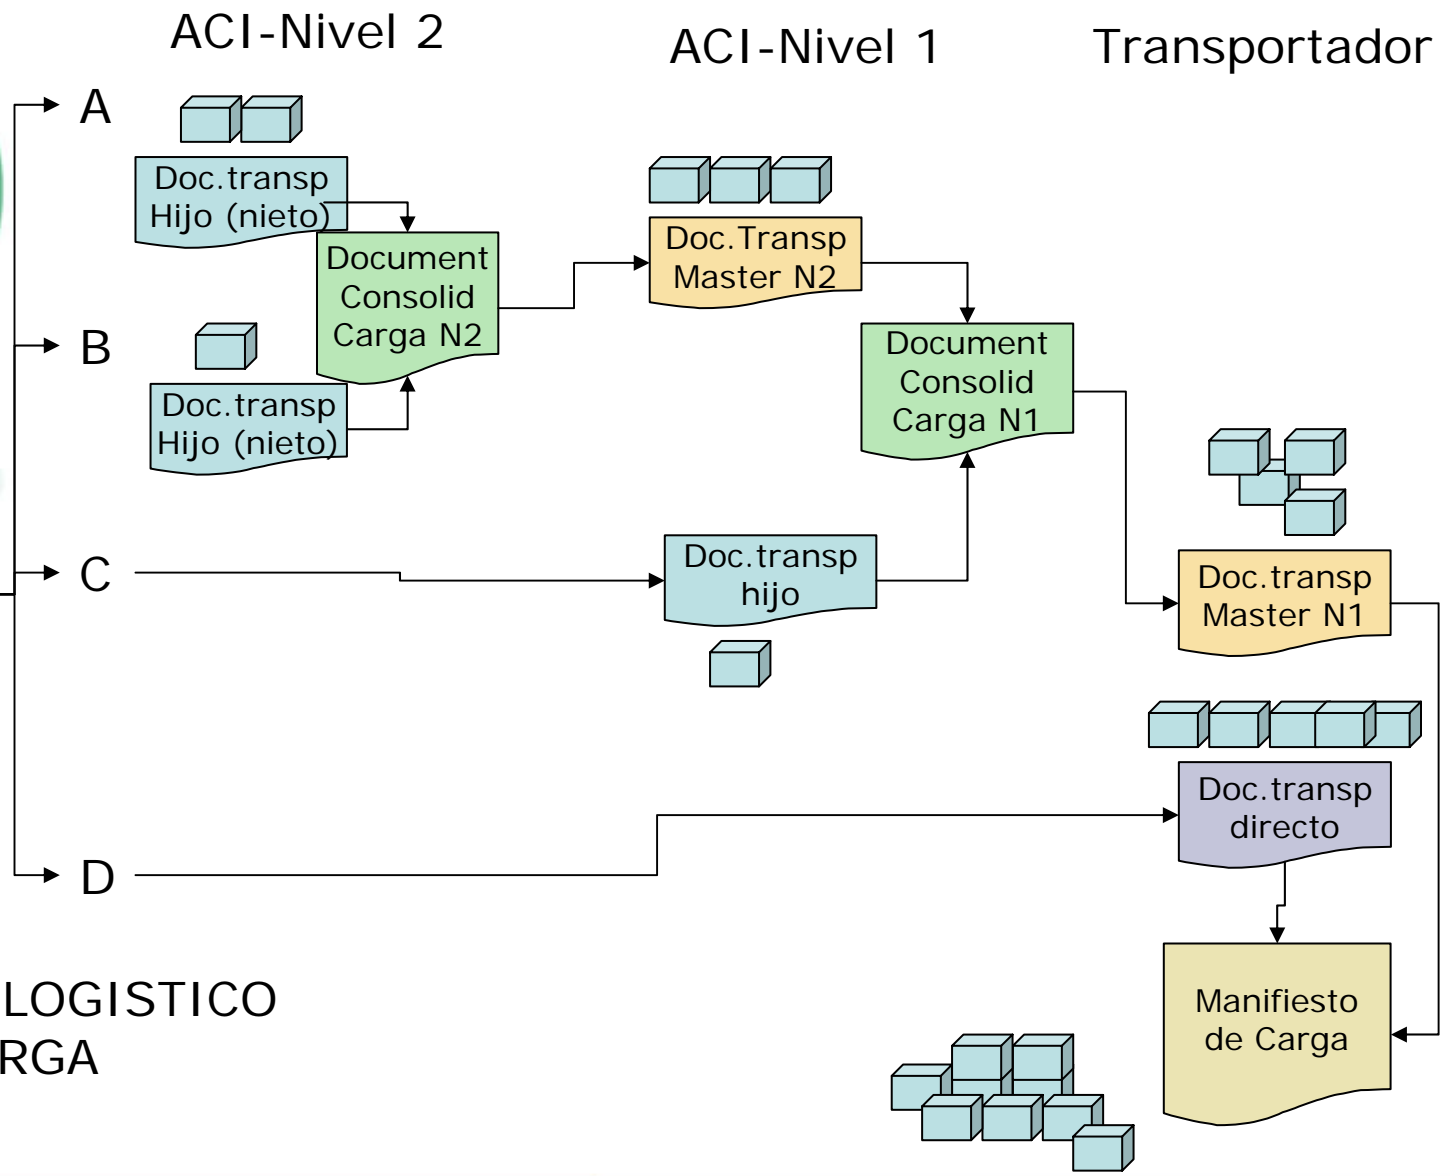 ACI-Nivel 2
ACI-Nivel 1
Transportador
A
Doc.transp
Hijo (nieto)
Document
Consolid
Carga N2
Doc.Transp
Master N2
B
Doc.transp
Hijo (nieto)
Document
Consolid
Carga N1
C
Doc.transp
hijo
Doc.transp
Master N1
D
Doc.transp
directo
Manifiesto
de Carga
LOGISTICO
RGA